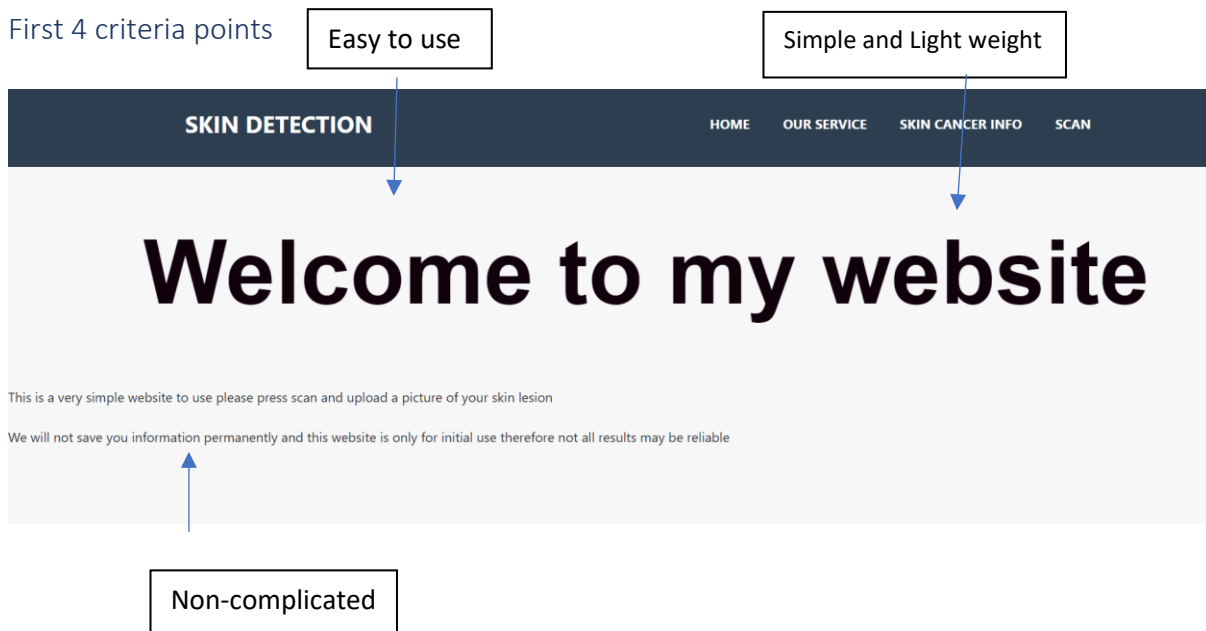 First 4 criteria points
Easy to use
Simple and Light weight
SKIN DETECTION
HOME OUR SERVICE SKIN CANCER INFO SCAN
Welcome to my website
This is a very simple website to use please press scan and upload a picture of your skin lesion
We will not save you information permanently and this website is only for initial use therefore not all results may be reliable
Non-complicated